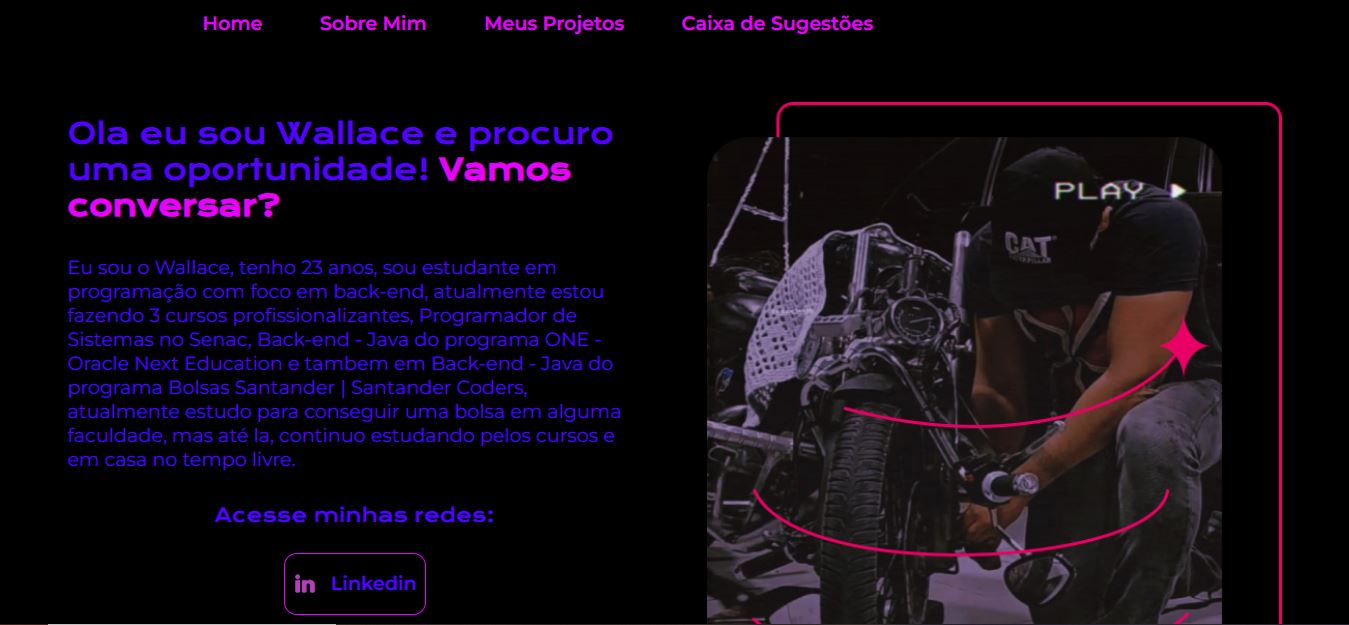 Home Sobre Mim Meus Projetos Caixa de Sugestões
Ola eu sou Wallace e procuro
uma oportunidade! Vamos
conversar?
Eu sou o Wallace, tenho 23 anos, sou estudante em
programação com foco em back-end, atualmente estou
fazendo 3 cursos profissionalizantes, Programador de
Sistemas no Senac, Back-end - Java do programa ONE -
Oracle Next Education e tambem em Back-end - Java do
programa Bolsas Santander | Santander Coders,
atualmente estudo para conseguir uma bolsa em alguma
faculdade, mas até la, continuo estudando pelos cursos e
em casa no tempo livre.
Acesse minhas redes:
in Linkedin
PLAY
CAT